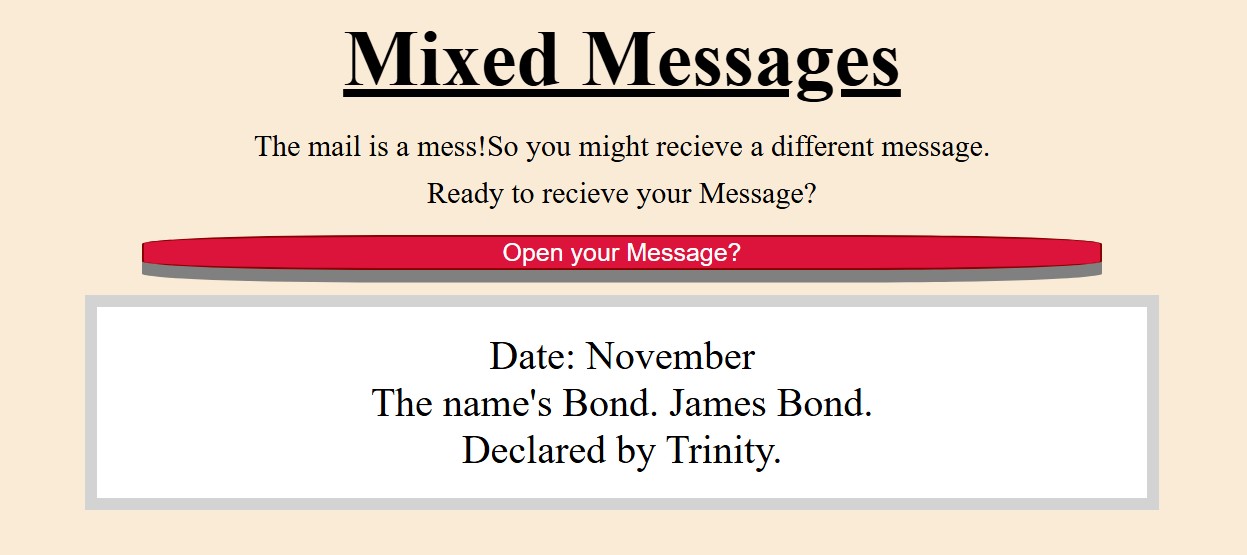 Mixed Messages
The mail is a mess!So you might recieve a different message.
Ready to recieve your Message?
Open your Message?
Date: November
The name's Bond. James Bond.
Declared by Trinity.